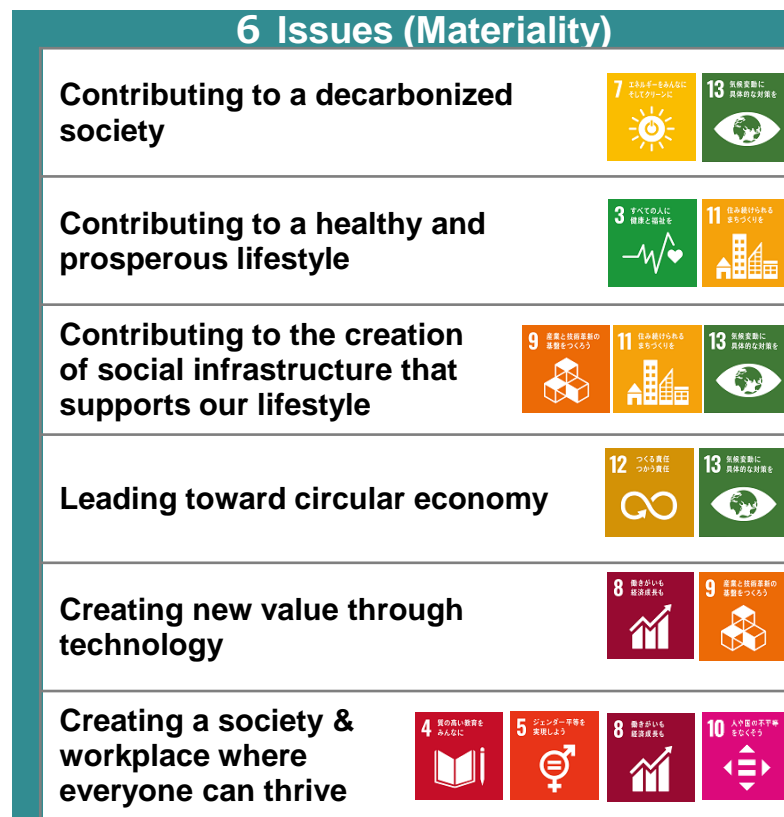 6 Issues (Materiality)
Contributing to a decarbonized
society
7 エネルギーをみんなに
そしてクリーンに
13 気候変動に
具体的な対策を
Contributing to a healthy and
prosperous lifestyle
3 すべての人に
健康と福祉を
11 住み続けられる
まちづくりを
Contributing to the creation
of social infrastructure that
supports our lifestyle
9 産業と技術革新の
基盤をつくろう
11 住み続けられる
まちづくりを
13 気候変動に
具体的な対策を
Leading toward circular economy
12 つくる責任
つかう責任
13 気候変動に
具体的な対策を
Creating new value through
technology
8 働きがいも
経済成長も
9 産業と技術革新の
基盤をつくろう
Creating a society &
workplace where
everyone can thrive
4 質の高い教育を
みんなに
5 ジェンダー平等を
実現しよう
8 働きがいも
経済成長も
10 人や国の不平等
をなくそう